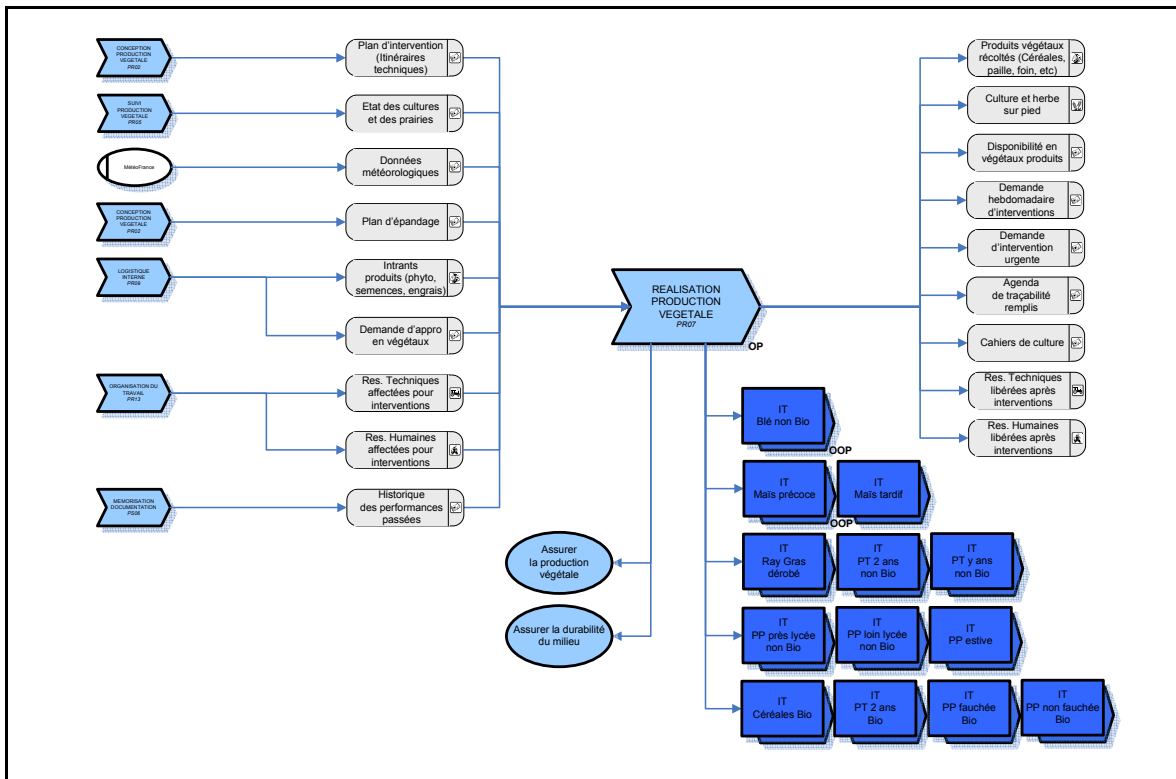 CONCEPTION
PRODUCTION
VEGETALE
PR02
Plan d'intervention
(Itinéraires
techniques)
SUIVI
PRODUCTION
VEGETALE
PR05
Etat des cultures
et des prairies
MétéoFrance
Données
météorologiques
CONCEPTION
PRODUCTION
VEGETALE
PR02
Plan d'épandage
LOGISTIQUE
INTERNE
PR09
Intrants
produits (phyto,
semences, engrais)
Demande d'appro
en végétaux
ORGANISATION DU
TRAVAIL
PR13
Res. Techniques
affectées pour
interventions
Res. Humaines
affectées pour
interventions
MEMORISATION
DOCUMENTATION
PS06
Historique
des performances
passées
REALISATION
PRODUCTION
VEGETALE
PR07
OP
Produits végétaux
récoltés (Céréales,
paille, foin, etc)
Culture et herbe
sur pied
Disponibilité en
végétaux produits
Demande
hebdomadaire
d'interventions
Demande
d'intervention
urgente
Agenda
de traçabilité
remplis
Cahiers de culture
Res. Techniques
libérées après
interventions
Res. Humaines
libérées après
interventions
Assurer
la production
végétale
Assurer la durabilité
du milieu
IT
Blé non Bio
OOP
IT
Maïs précoce
OOP
IT
Maïs tardif
IT
Ray Gras
dérobé
IT
PT 2 ans
non Bio
IT
PT y ans
non Bio
IT
PP près lycée
non Bio
IT
PP loin lycée
non Bio
IT
PP estive
IT
Céréales Bio
IT
PT 2 ans
Bio
IT
PP fauchée
Bio
IT
PP non fauchée
Bio